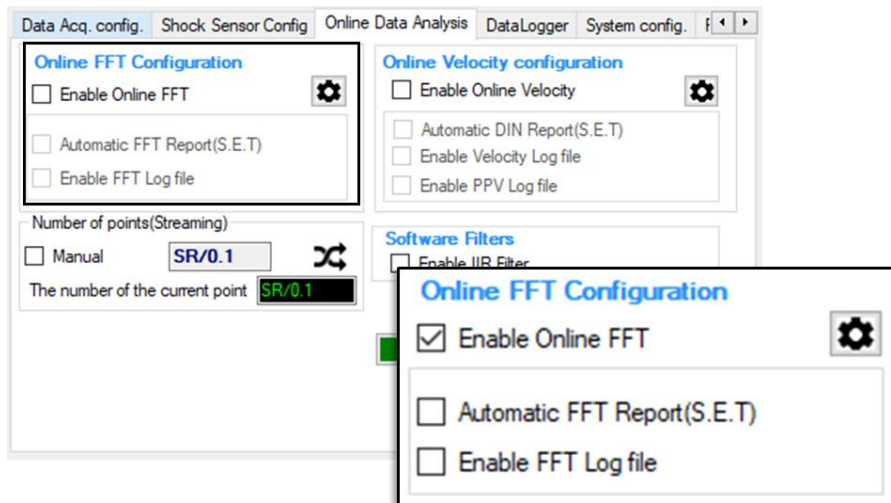 Data Acq. config. Shock Sensor Config Online Data Analysis DataLogger System config.
Online FFT Configuration
Enable Online FFT
Automatic FFT Report(S.E.T)
Enable FFT Log file
Online Velocity configuration
Enable Online Velocity
Automatic DIN Report(S.E.T)
Enable Velocity Log file
Enable PPV Log file
Number of points(Streaming)
Manual SR/0.1
The number of the current point SR/0.1
Software Filters
Enable IIR Filter
Online FFT Configuration
Enable Online FFT
Automatic FFT Report(S.E.T)
Enable FFT Log file